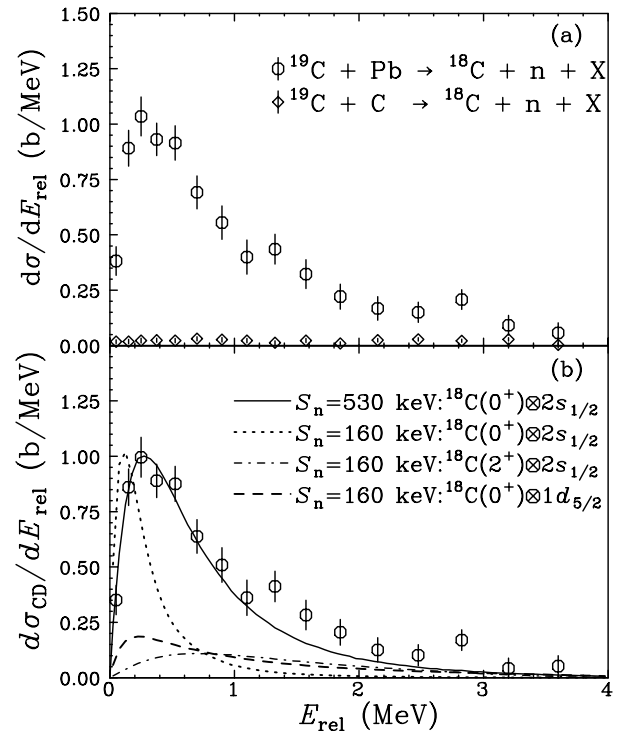 (a)
¹⁹C + Pb → ¹⁸C + n + X
¹⁹C + C → ¹⁸C + n + X
dσ/dE_rel (b/MeV)
1.50
1.25
1.00
0.75
0.50
0.25
0.00
(b)
S_n=530 keV:¹⁸C(0⁺)⊗2s_1/2
S_n=160 keV:¹⁸C(0⁺)⊗2s_1/2
S_n=160 keV:¹⁸C(2⁺)⊗2s_1/2
S_n=160 keV:¹⁸C(0⁺)⊗1d_5/2
dσ_CD/dE_rel (b/MeV)
1.25
1.00
0.75
0.50
0.25
0.00
0 1 2 3 4
E_rel (MeV)